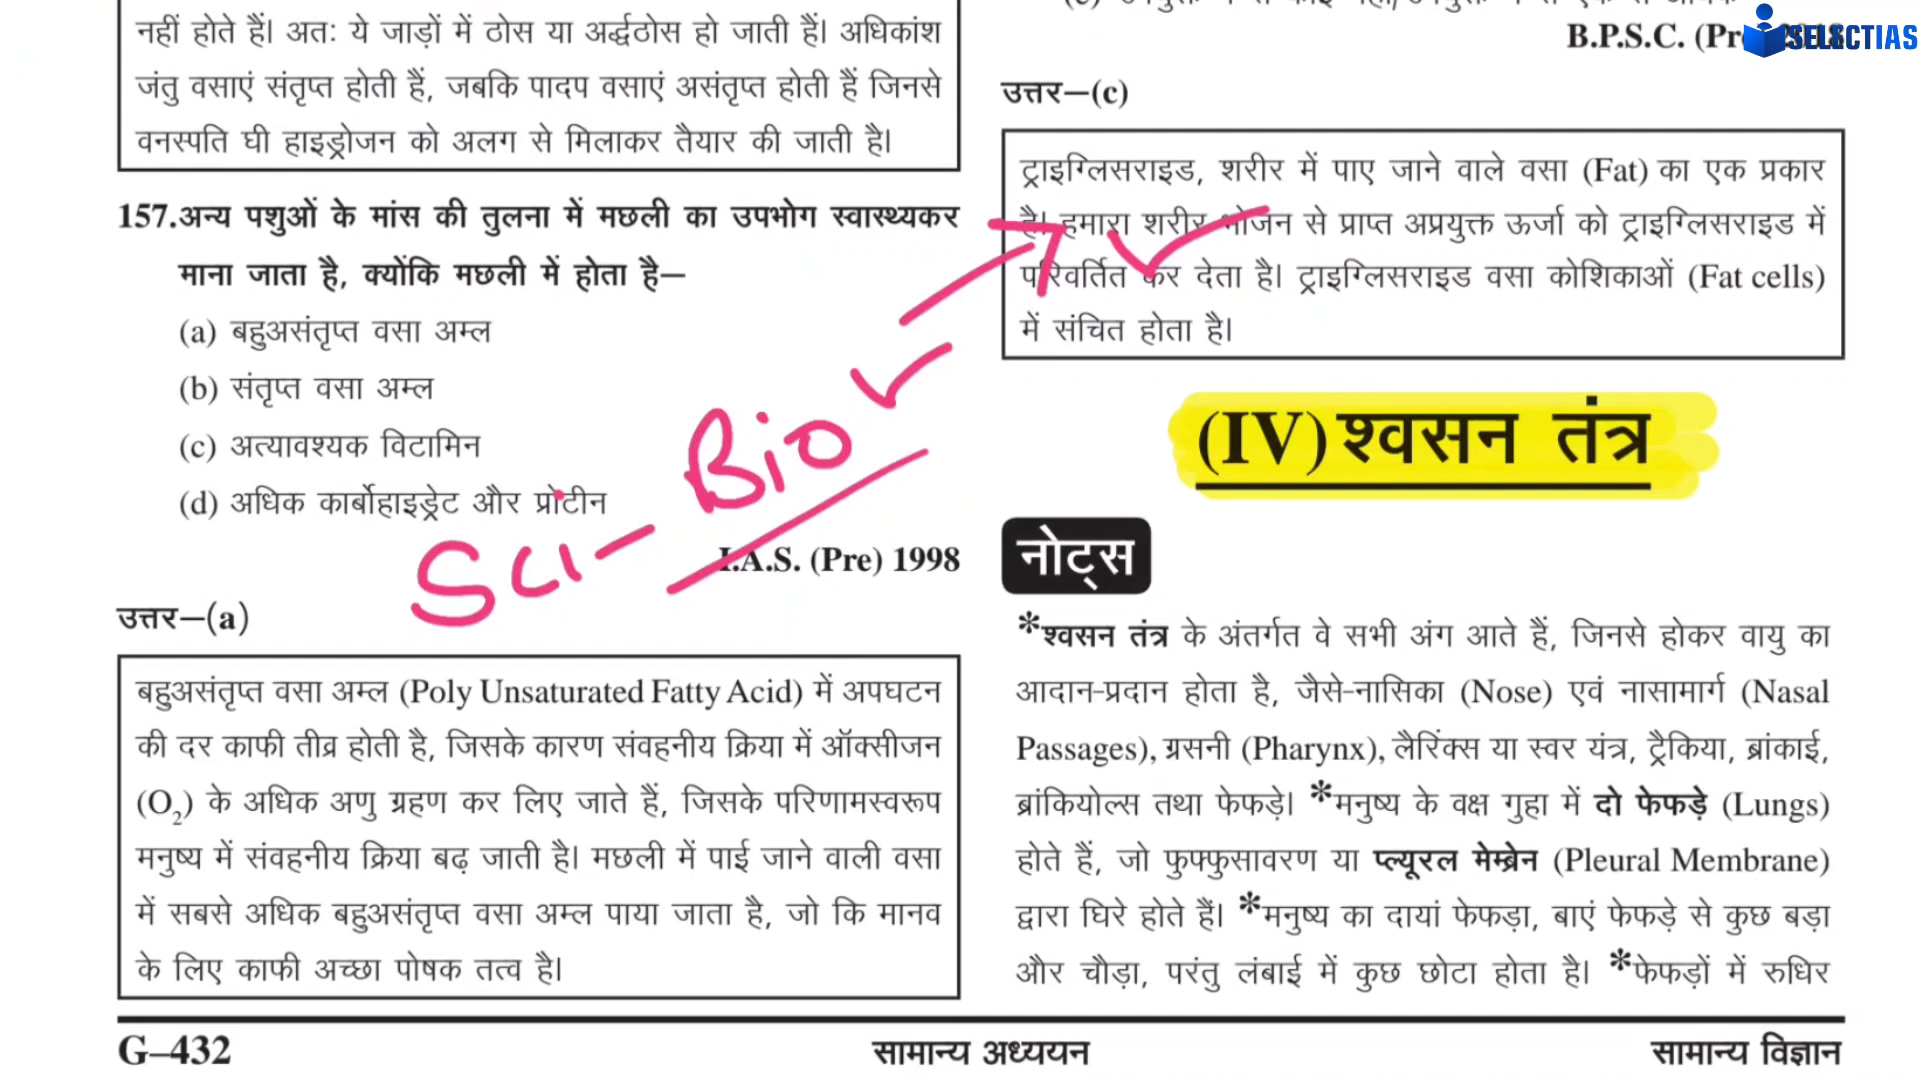 नहीं होते हैं। अतः ये जाड़ों में ठोस या अर्द्धठोस हो जाती हैं। अधिकांश
जंतु वसाएं संतृप्त होती हैं, जबकि पादप वसाएं असंतृप्त होती हैं जिनसे
वनस्पति घी हाइड्रोजन को अलग से मिलाकर तैयार की जाती है।
157.अन्य पशुओं के मांस की तुलना में मछली का उपभोग स्वास्थ्यकर
माना जाता है, क्योंकि मछली में होता है—
(a) बहुअसंतृप्त वसा अम्ल
(b) संतृप्त वसा अम्ल
(c) अत्यावश्यक विटामिन
(d) अधिक कार्बोहाइड्रेट और प्रोटीन
I.A.S. (Pre) 1998
उत्तर—(a)
बहुअसंतृप्त वसा अम्ल (Poly Unsaturated Fatty Acid) में अपघटन
की दर काफी तीव्र होती है, जिसके कारण संवहनीय क्रिया में ऑक्सीजन
(O₂) के अधिक अणु ग्रहण कर लिए जाते हैं, जिसके परिणामस्वरूप
मनुष्य में संवहनीय क्रिया बढ़ जाती है। मछली में पाई जाने वाली वसा
में सबसे अधिक बहुअसंतृप्त वसा अम्ल पाया जाता है, जो कि मानव
के लिए काफी अच्छा पोषक तत्व है।
Sci – Bio
B.P.S.C. (Pre) 2018
SELECTIAS
उत्तर—(c)
ट्राइग्लिसराइड, शरीर में पाए जाने वाले वसा (Fat) का एक प्रकार
है। हमारा शरीर भोजन से प्राप्त अप्रयुक्त ऊर्जा को ट्राइग्लिसराइड में
परिवर्तित कर देता है। ट्राइग्लिसराइड वसा कोशिकाओं (Fat cells)
में संचित होता है।
(IV) श्वसन तंत्र
नोट्स
*श्वसन तंत्र के अंतर्गत वे सभी अंग आते हैं, जिनसे होकर वायु का
आदान-प्रदान होता है, जैसे-नासिका (Nose) एवं नासामार्ग (Nasal
Passages), ग्रसनी (Pharynx), लैरिंक्स या स्वर यंत्र, ट्रैकिया, ब्रांकाई,
ब्रांकियोल्स तथा फेफड़े। *मनुष्य के वक्ष गुहा में दो फेफड़े (Lungs)
होते हैं, जो फुफ्फुसावरण या प्ल्यूरल मेम्ब्रेन (Pleural Membrane)
द्वारा घिरे होते हैं। *मनुष्य का दायां फेफड़ा, बाएं फेफड़े से कुछ बड़ा
और चौड़ा, परंतु लंबाई में कुछ छोटा होता है। *फेफड़ों में रुधिर
G–432
सामान्य अध्ययन
सामान्य विज्ञान